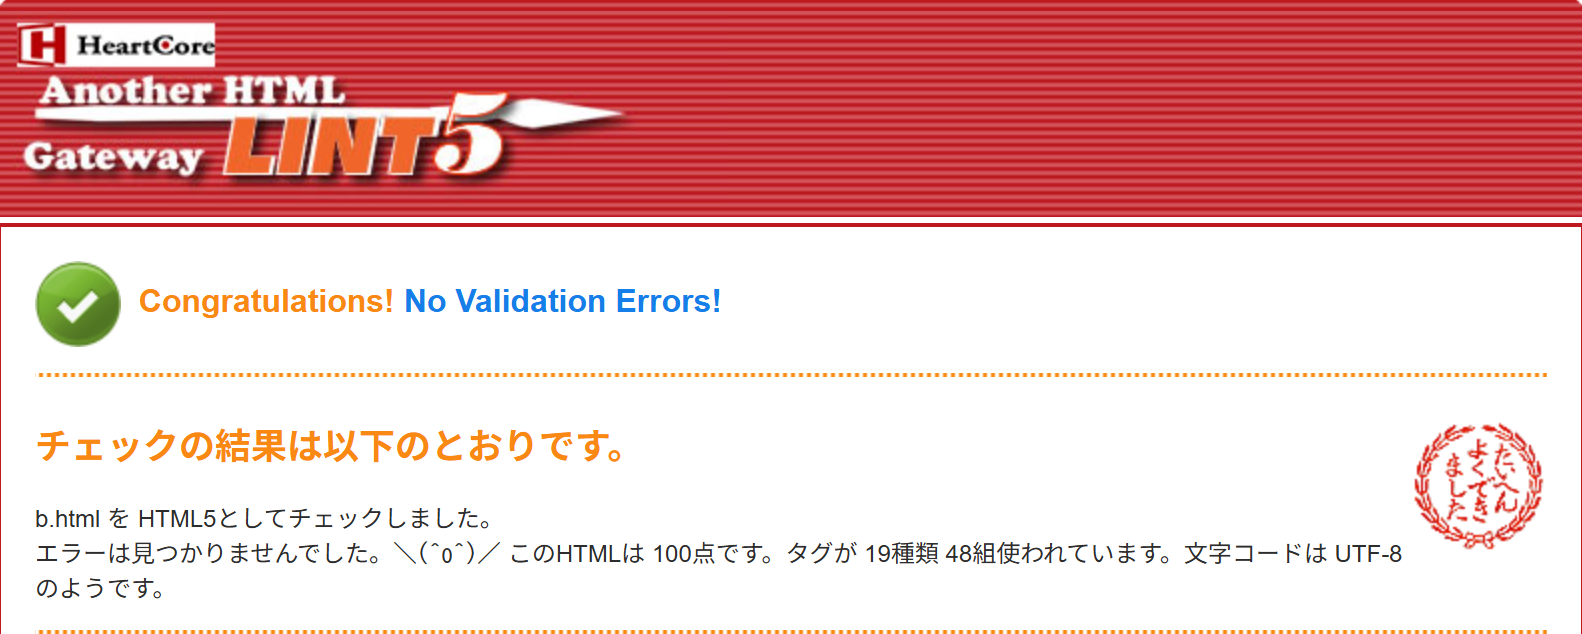 HeartCore
Another HTML
LINT5
Gateway
Congratulations! No Validation Errors!
チェックの結果は以下のとおりです。
たいへん
よくでき
ました
b.html を HTML5としてチェックしました。
エラーは見つかりませんでした。＼(^o^)／ このHTMLは 100点です。タグが 19種類 48組使われています。文字コードは UTF-8
のようです。